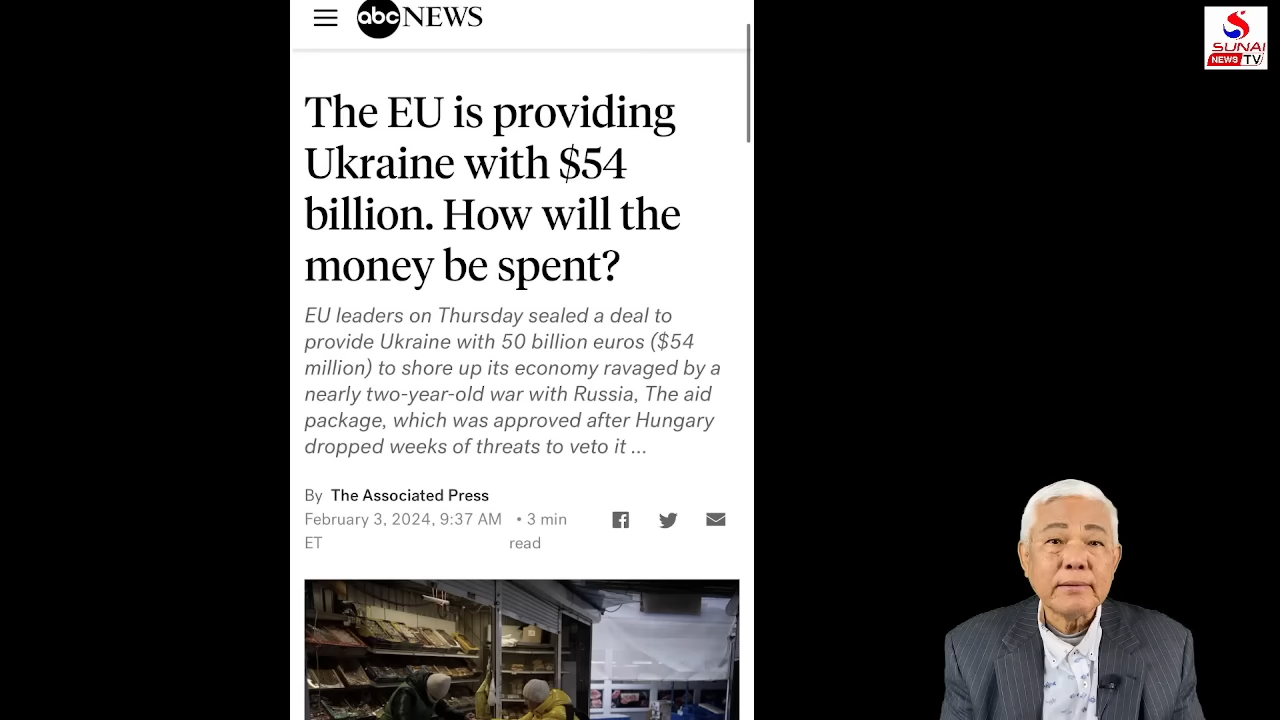 abc NEWS
SUNAI
NEWS TV
The EU is providing
Ukraine with $54
billion. How will the
money be spent?
EU leaders on Thursday sealed a deal to
provide Ukraine with 50 billion euros ($54
million) to shore up its economy ravaged by a
nearly two-year-old war with Russia, The aid
package, which was approved after Hungary
dropped weeks of threats to veto it ...
By The Associated Press
February 3, 2024, 9:37 AM • 3 min
ET read